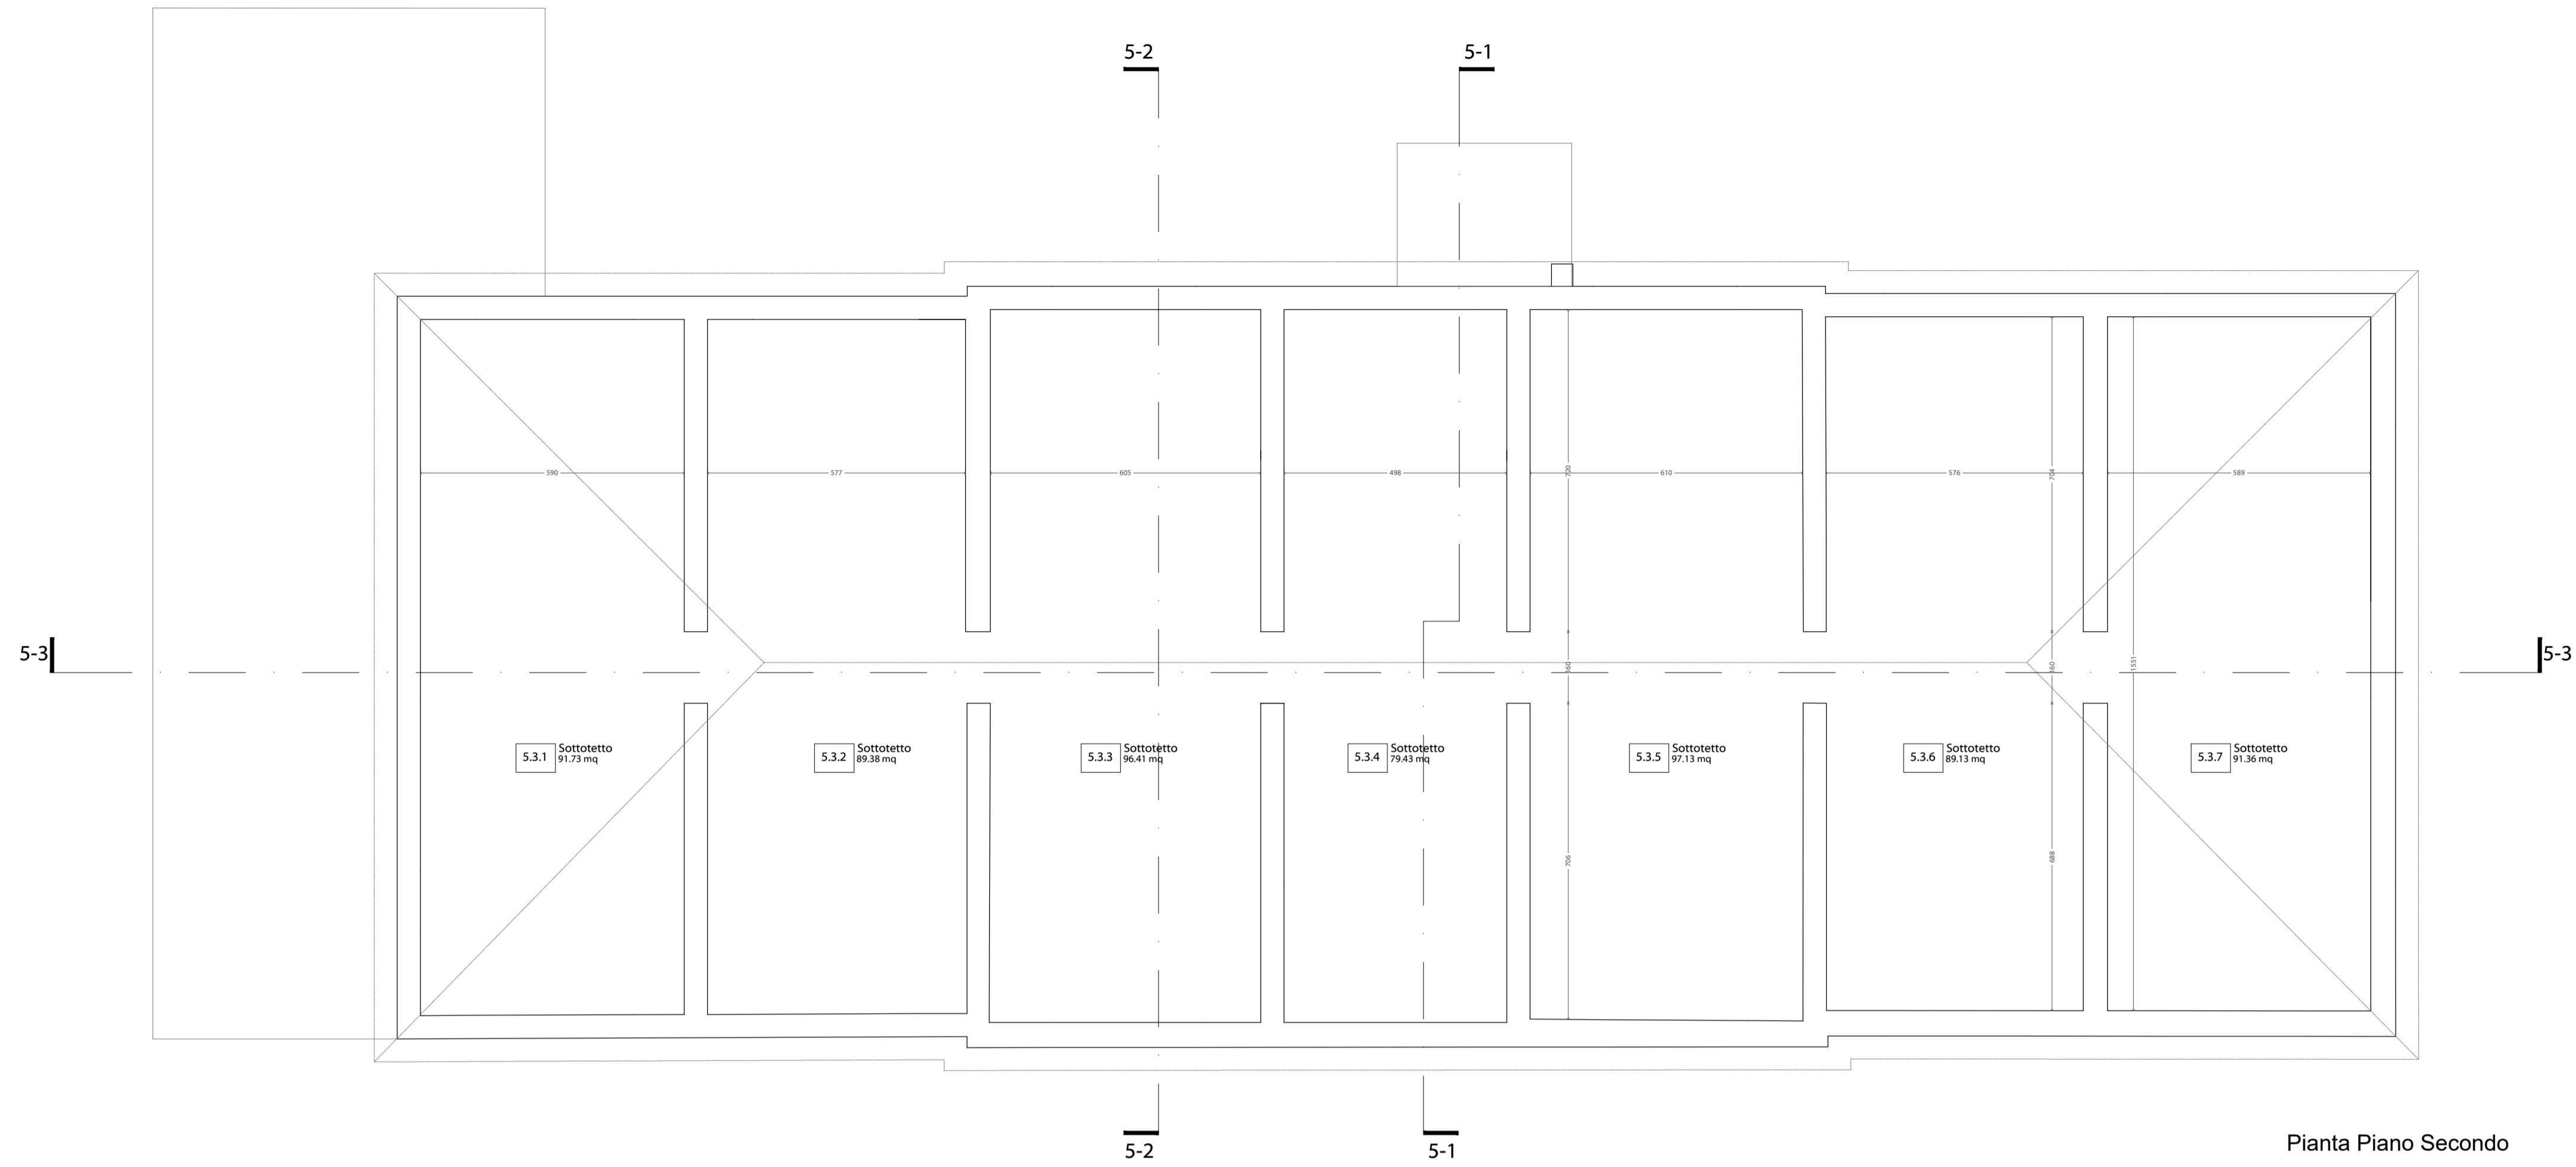 5-2
5-1
590
577
605
498
610
720
576
704
589
5-3
160
160
1551
5-3
5.3.1
Sottotetto
91.73 mq
5.3.2
Sottotetto
89.38 mq
5.3.3
Sottotetto
96.41 mq
5.3.4
Sottotetto
79.43 mq
5.3.5
Sottotetto
97.13 mq
5.3.6
Sottotetto
89.13 mq
5.3.7
Sottotetto
91.36 mq
706
688
5-2
5-1
Pianta Piano Secondo